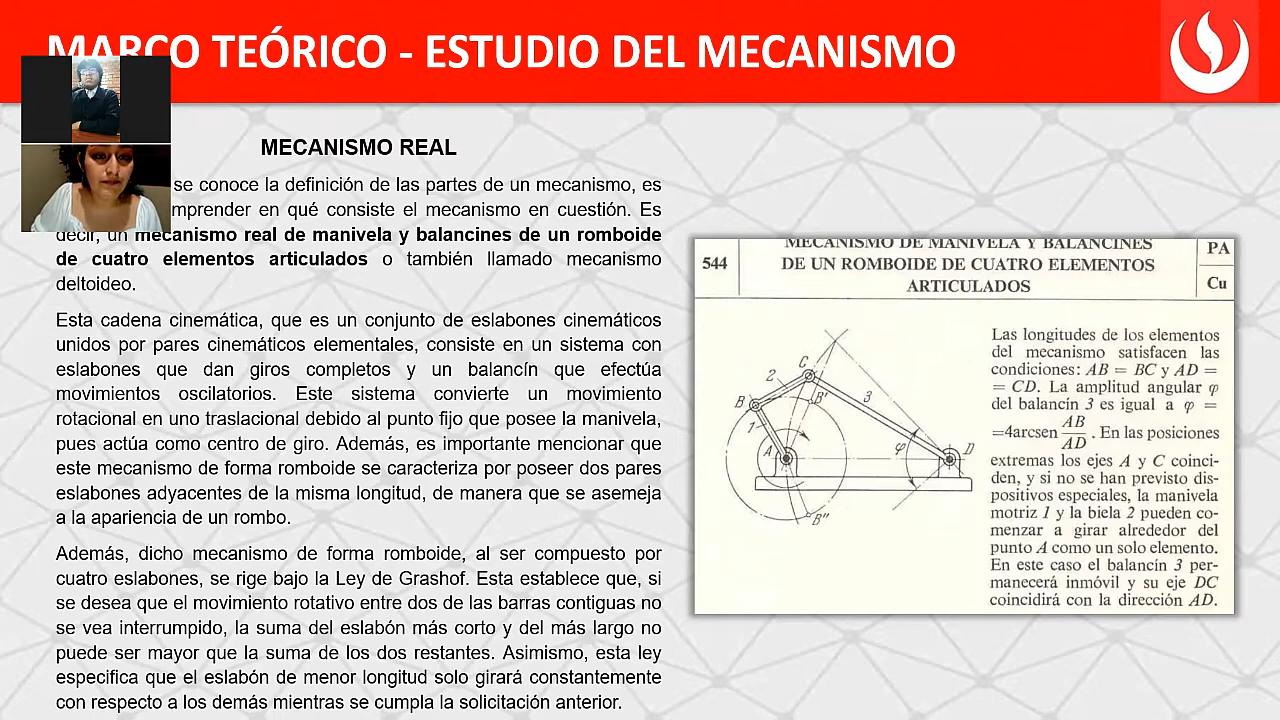 MARCO TEÓRICO - ESTUDIO DEL MECANISMO
MECANISMO REAL
se conoce la definición de las partes de un mecanismo, es
mprender en qué consiste el mecanismo en cuestión. Es
decir, un mecanismo real de manivela y balancines de un romboide
de cuatro elementos articulados o también llamado mecanismo
deltoideo.
Esta cadena cinemática, que es un conjunto de eslabones cinemáticos
unidos por pares cinemáticos elementales, consiste en un sistema con
eslabones que dan giros completos y un balancín que efectúa
movimientos oscilatorios. Este sistema convierte un movimiento
rotacional en uno traslacional debido al punto fijo que posee la manivela,
pues actúa como centro de giro. Además, es importante mencionar que
este mecanismo de forma romboide se caracteriza por poseer dos pares
eslabones adyacentes de la misma longitud, de manera que se asemeja
a la apariencia de un rombo.
Además, dicho mecanismo de forma romboide, al ser compuesto por
cuatro eslabones, se rige bajo la Ley de Grashof. Esta establece que, si
se desea que el movimiento rotativo entre dos de las barras contiguas no
se vea interrumpido, la suma del eslabón más corto y del más largo no
puede ser mayor que la suma de los dos restantes. Asimismo, esta ley
especifica que el eslabón de menor longitud solo girará constantemente
con respecto a los demás mientras se cumpla la solicitación anterior.
544
MECANISMO DE MANIVELA Y BALANCINES
DE UN ROMBOIDE DE CUATRO ELEMENTOS
ARTICULADOS
PA
Cu
C
2
B
B'
3
1
A
φ
D
B"
Las longitudes de los elementos
del mecanismo satisfacen las
condiciones: AB = BC y AD =
= CD. La amplitud angular φ
del balancín 3 es igual a φ =
=4arcsen AB/AD. En las posiciones
extremas los ejes A y C coinci-
den, y si no se han previsto dis-
positivos especiales, la manivela
motriz 1 y la biela 2 pueden co-
menzar a girar alrededor del
punto A como un solo elemento.
En este caso el balancín 3 per-
manecerá inmóvil y su eje DC
coincidirá con la dirección AD.